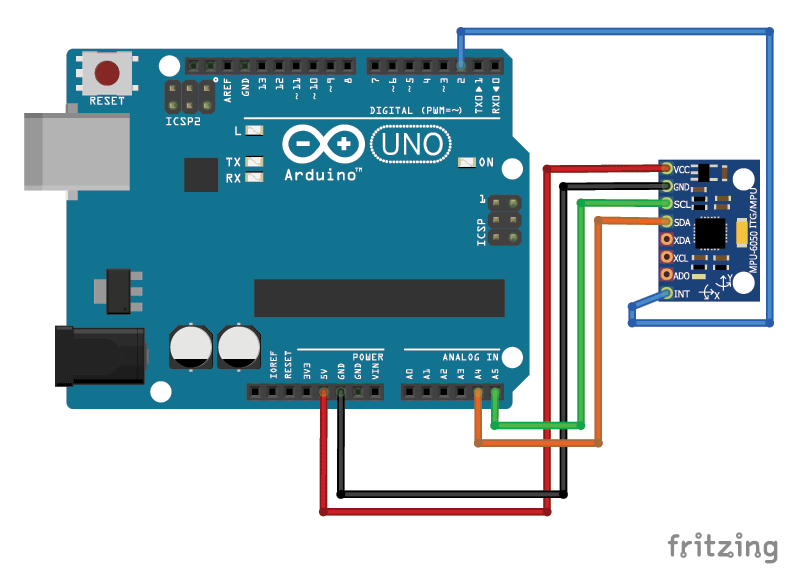 RESET
ICSP2
AREF
GND
13
12
~11
~10
~9
8
7
~6
~5
4
~3
2
TX0▶1
RX0◀0
DIGITAL (PWM=~)
L
TX
RX
UNO
Arduino™
ON
1
ICSP
VCC
GND
SCL
SDA
XDA
XCL
ADO
INT
MPU-6050 ITG/MPU
Y
X
POWER
ANALOG IN
IOREF
RESET
3V3
5V
GND
GND
VIN
A0
A1
A2
A3
A4
A5
fritzing